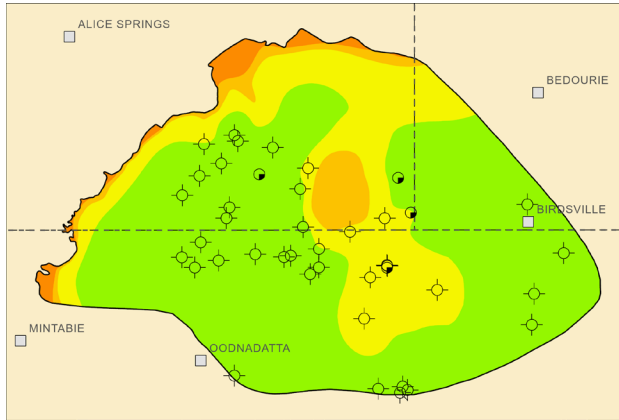 ALICE SPRINGS
BEDOURIE
BIRDSVILLE
MINTABIE
OODNADATTA